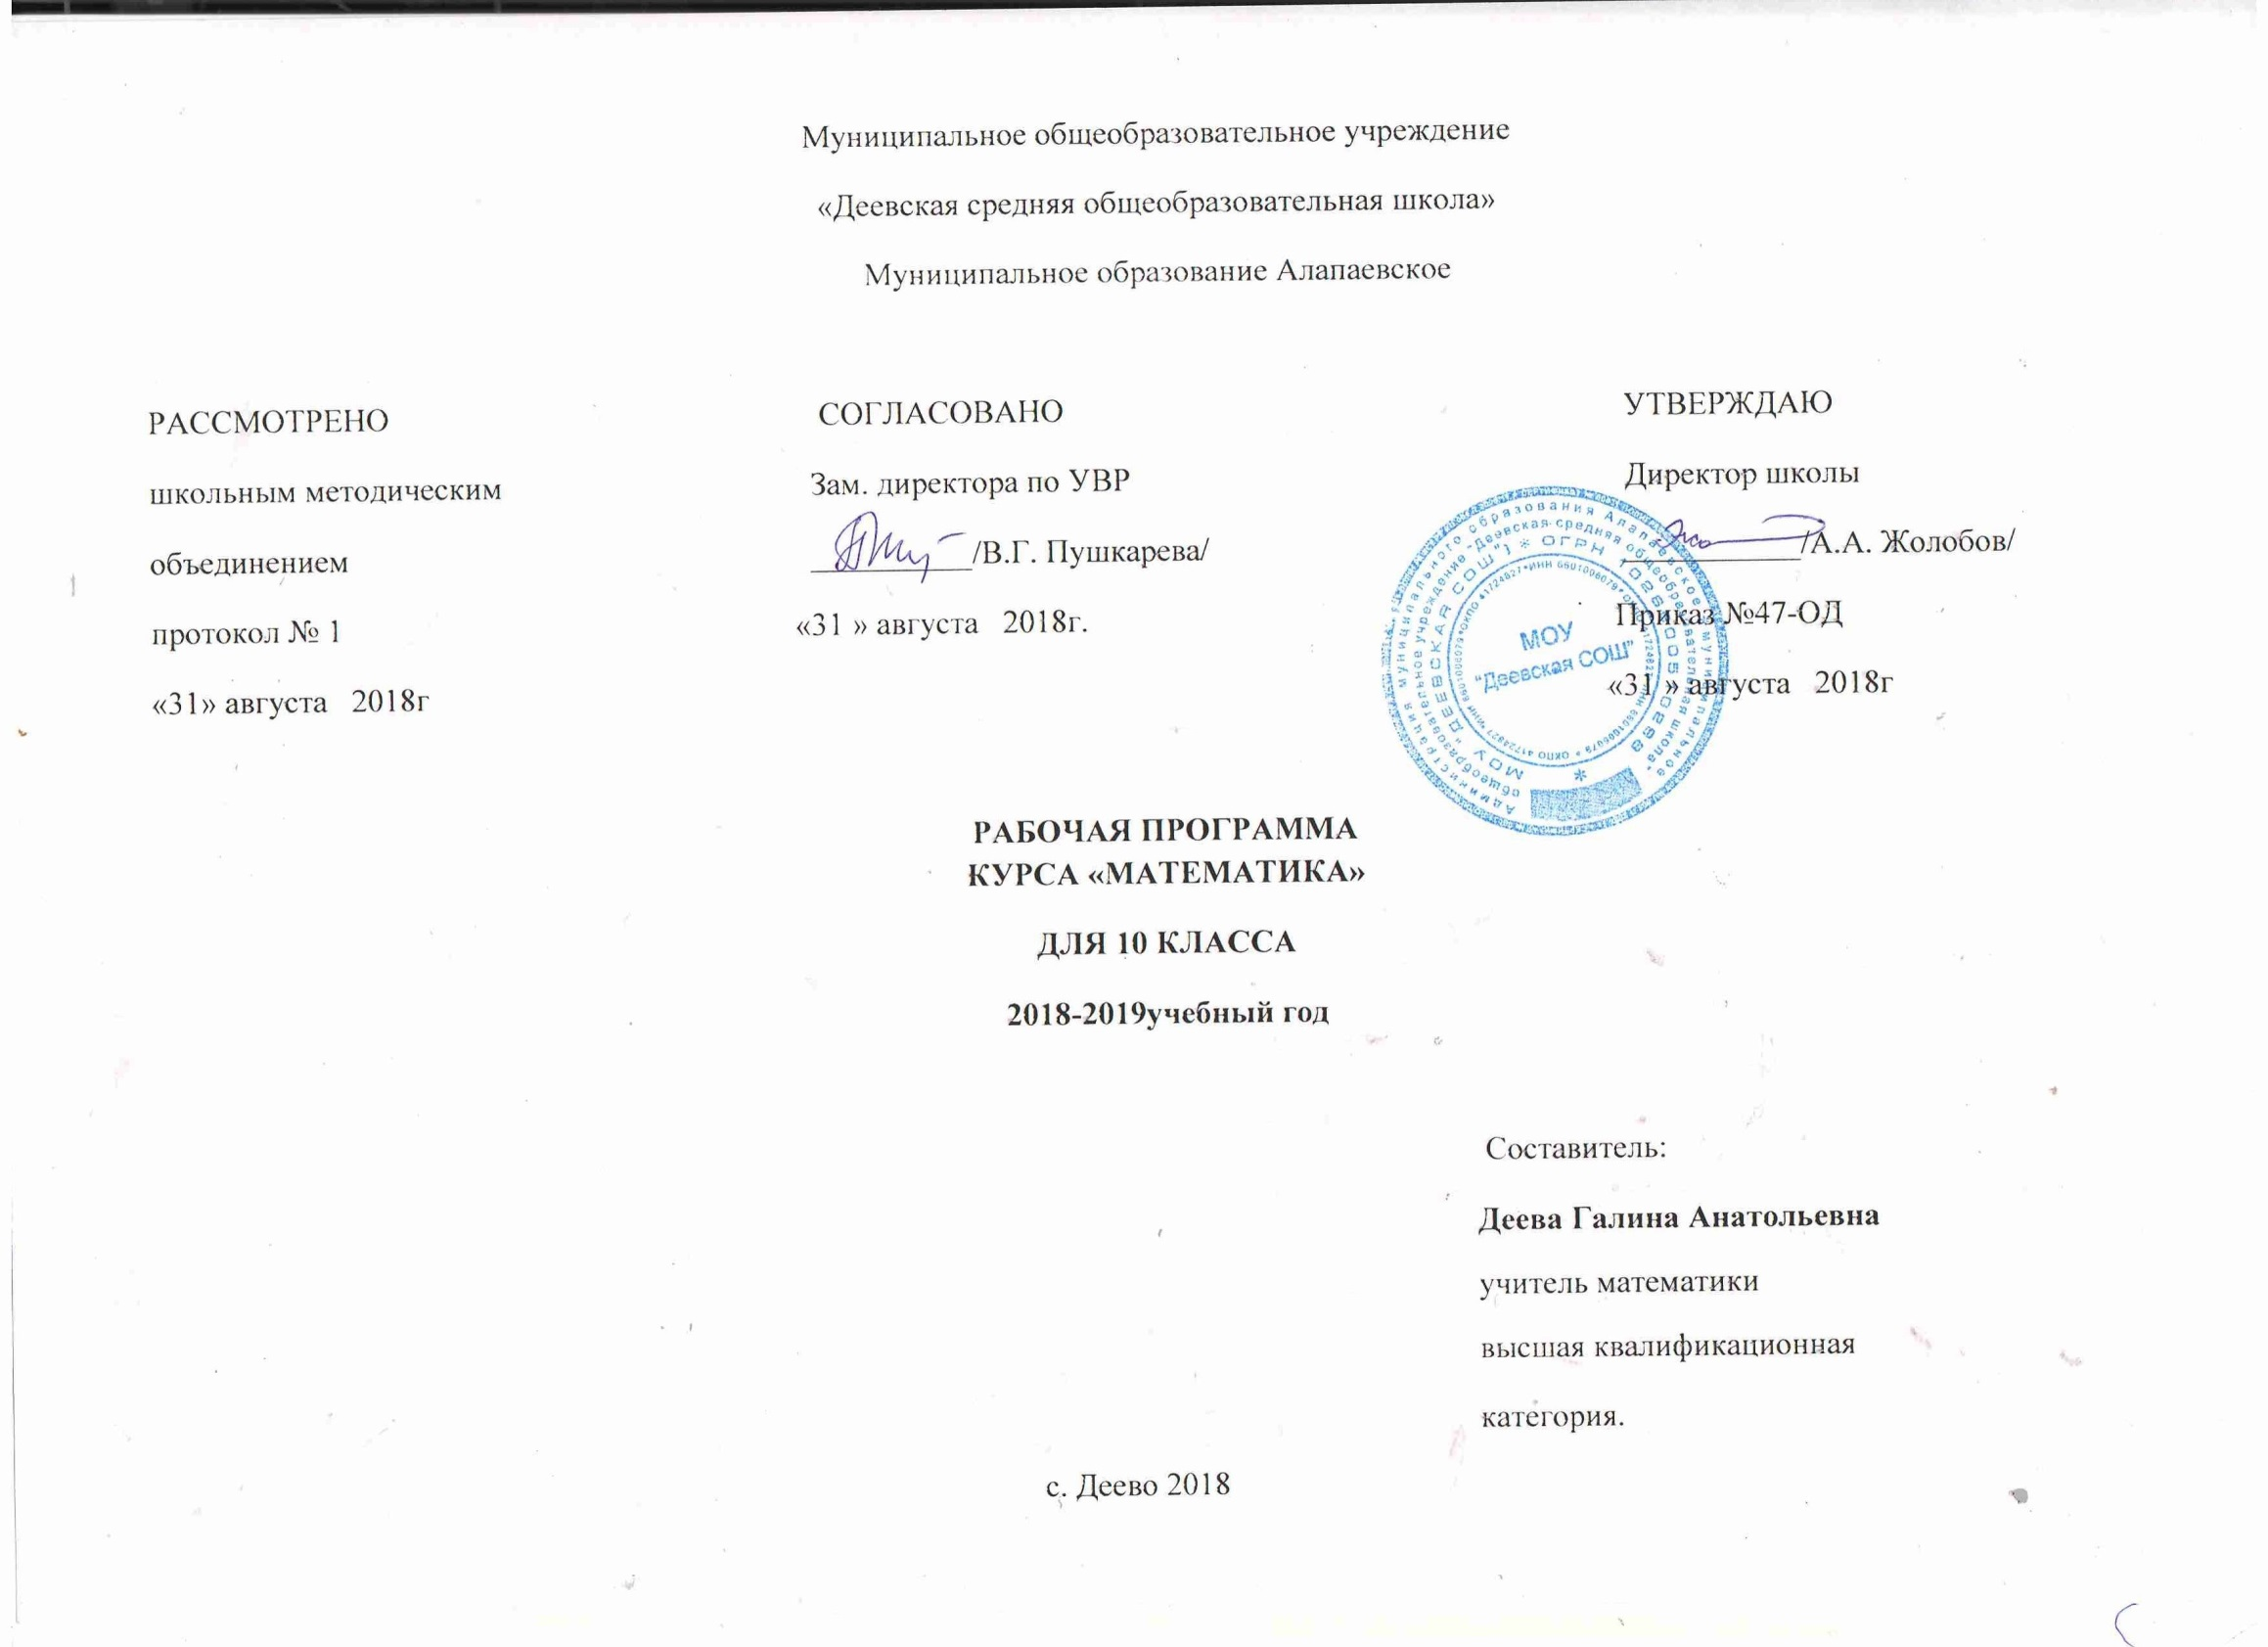 Муниципальное общеобразовательное учреждение
«Деевская средняя общеобразовательная школа»
Муниципальное образование Алапаевское
РАССМОТРЕНО
школьным методическим
объединением
протокол № 1
«31» августа 2018г
СОГЛАСОВАНО
Зам. директора по УВР
/В.Г. Пушкарева/
«31 » августа 2018г.
УТВЕРЖДАЮ
Директор школы
/А.А. Жолобов/
Приказ №47-ОД
«31 » августа 2018г
МОУ
"Деевская СОШ"
РАБОЧАЯ ПРОГРАММА
КУРСА «МАТЕМАТИКА»
ДЛЯ 10 КЛАССА
2018-2019учебный год
Составитель:
Деева Галина Анатольевна
учитель математики
высшая квалификационная
категория.
с. Деево 2018